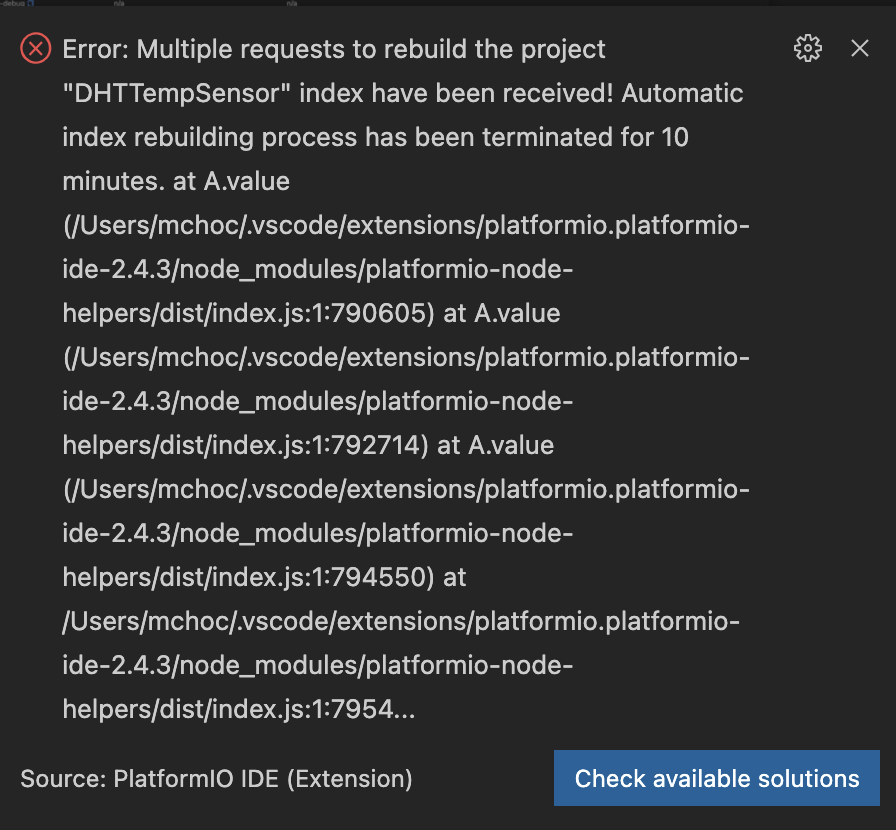 -debug
n/a
n/a
Error: Multiple requests to rebuild the project
"DHTTempSensor" index have been received! Automatic
index rebuilding process has been terminated for 10
minutes. at A.value
(/Users/mchoc/.vscode/extensions/platformio.platformio-
ide-2.4.3/node_modules/platformio-node-
helpers/dist/index.js:1:790605) at A.value
(/Users/mchoc/.vscode/extensions/platformio.platformio-
ide-2.4.3/node_modules/platformio-node-
helpers/dist/index.js:1:792714) at A.value
(/Users/mchoc/.vscode/extensions/platformio.platformio-
ide-2.4.3/node_modules/platformio-node-
helpers/dist/index.js:1:794550) at
/Users/mchoc/.vscode/extensions/platformio.platformio-
ide-2.4.3/node_modules/platformio-node-
helpers/dist/index.js:1:7954...
Source: PlatformIO IDE (Extension)
Check available solutions